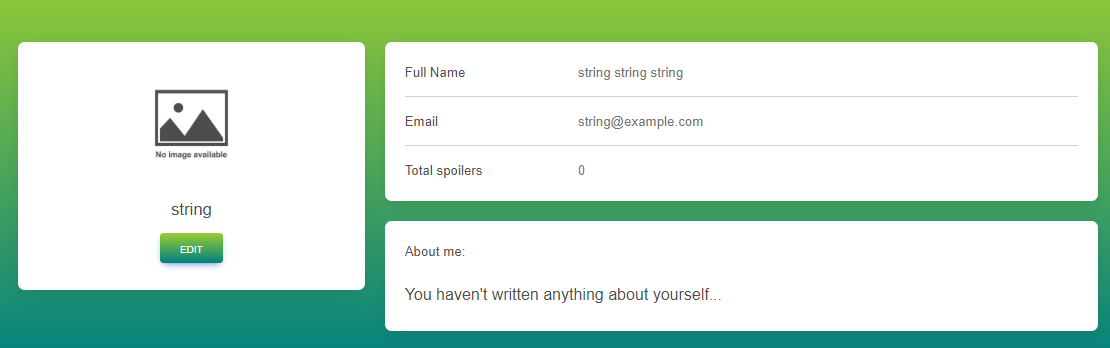 No image available
string
EDIT
Full Name string string string
Email string@example.com
Total spoilers 0
About me:
You haven't written anything about yourself...